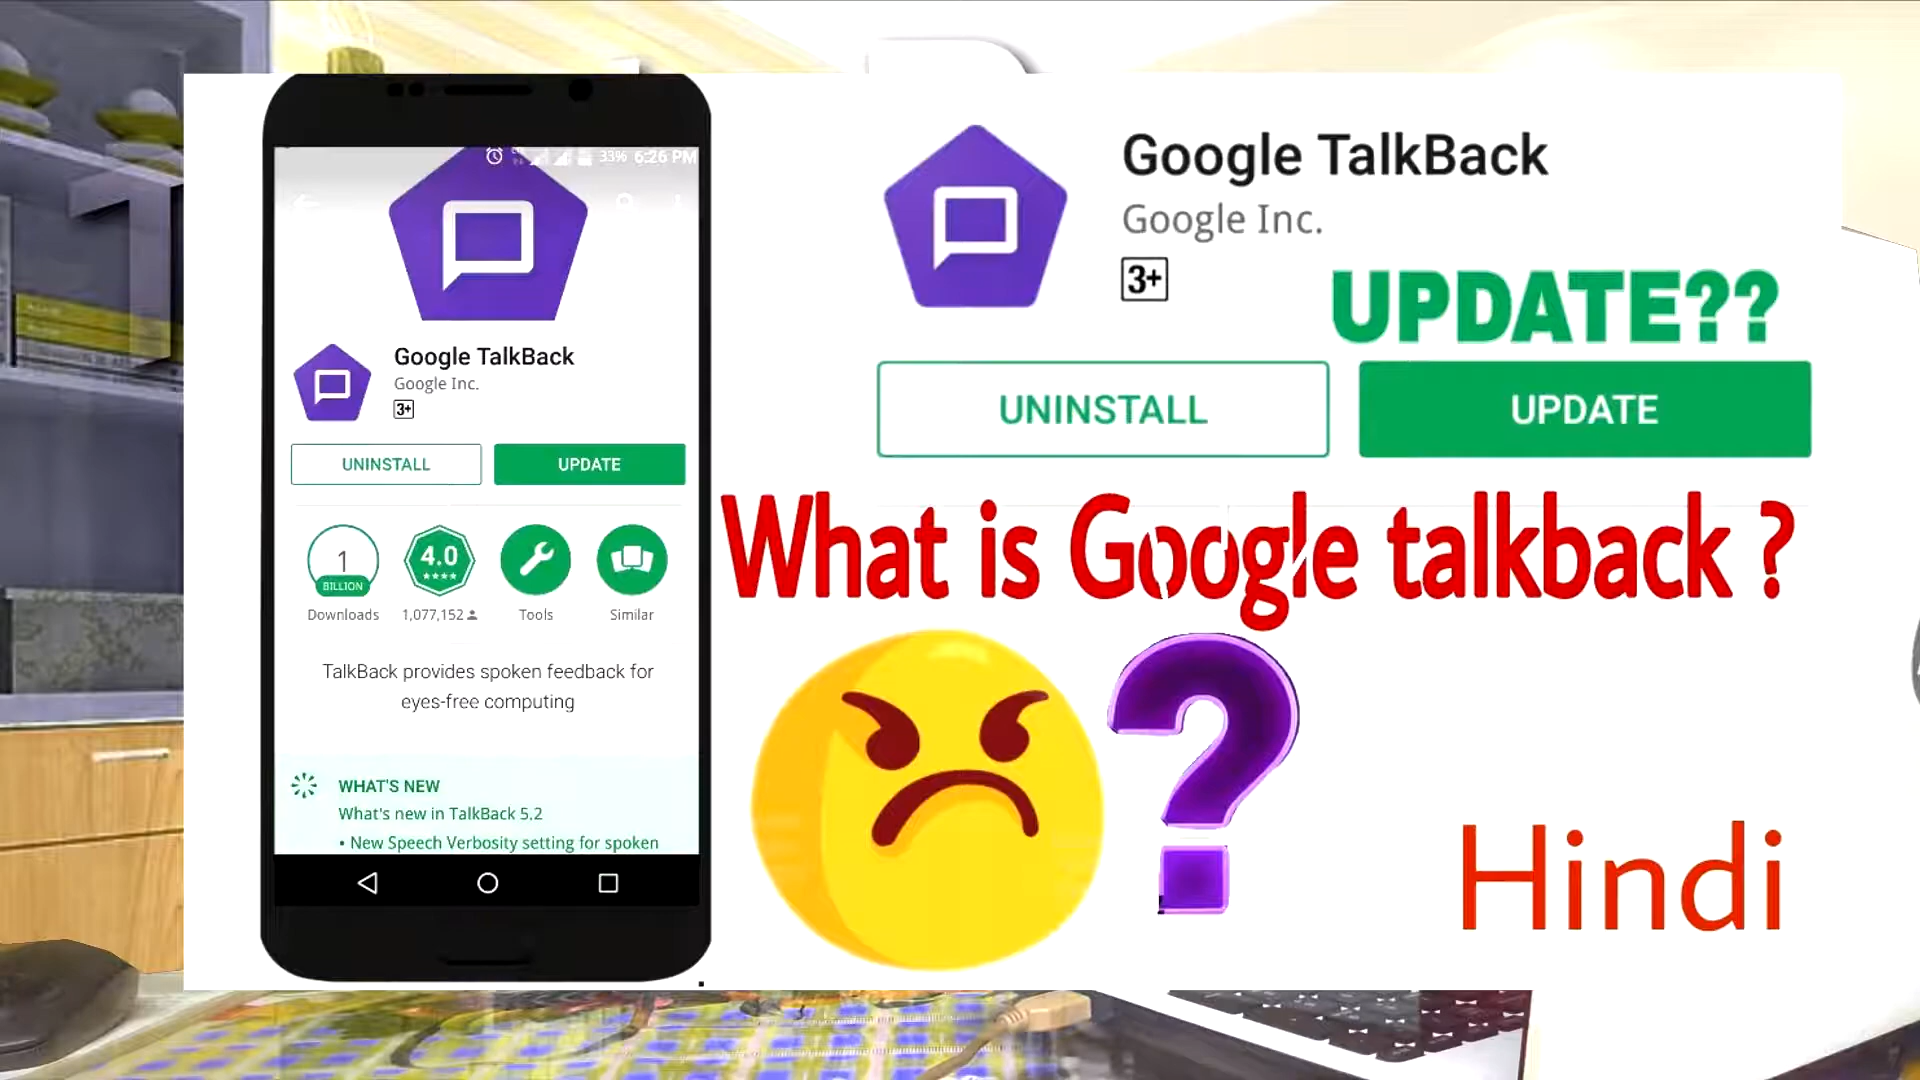 33% 6:26 PM
Google TalkBack
Google Inc.
3+
UNINSTALL
UPDATE
1
BILLION
Downloads
4.0
1,077,152
Tools
Similar
TalkBack provides spoken feedback for
eyes-free computing
WHAT'S NEW
What's new in TalkBack 5.2
• New Speech Verbosity setting for spoken
Google TalkBack
Google Inc.
3+
UPDATE??
UNINSTALL
UPDATE
What is Google talkback ?
?
Hindi